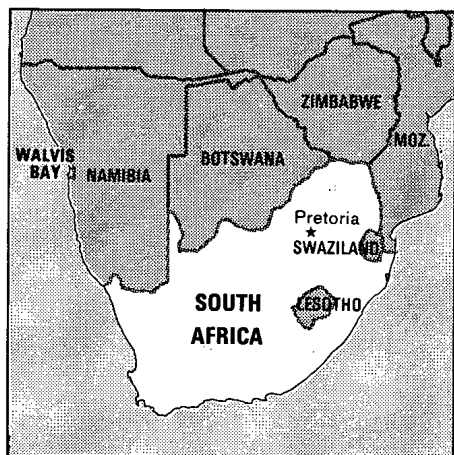 ZIMBABWE
MOZ.
WALVIS
BAY
NAMIBIA
BOTSWANA
Pretoria
SWAZILAND
SOUTH
AFRICA
LESOTHO